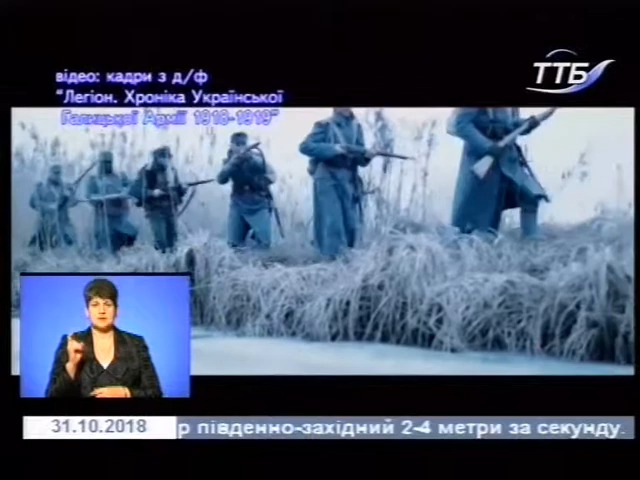 відео: кадри з д/ф
"Легіон. Хроніка Української
Галицької Армії 1918-1919"
ТТБ
31.10.2018
р південно-західний 2-4 метри за секунду.